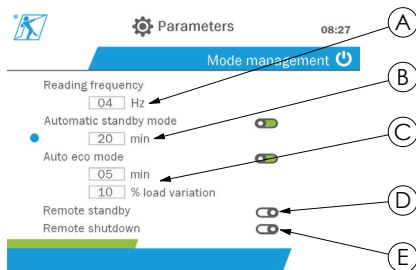 Parameters
08:27
Mode management
Reading frequency
04 Hz
Automatic standby mode
20 min
Auto eco mode
05 min
10 % load variation
Remote standby
Remote shutdown
A
B
C
D
E